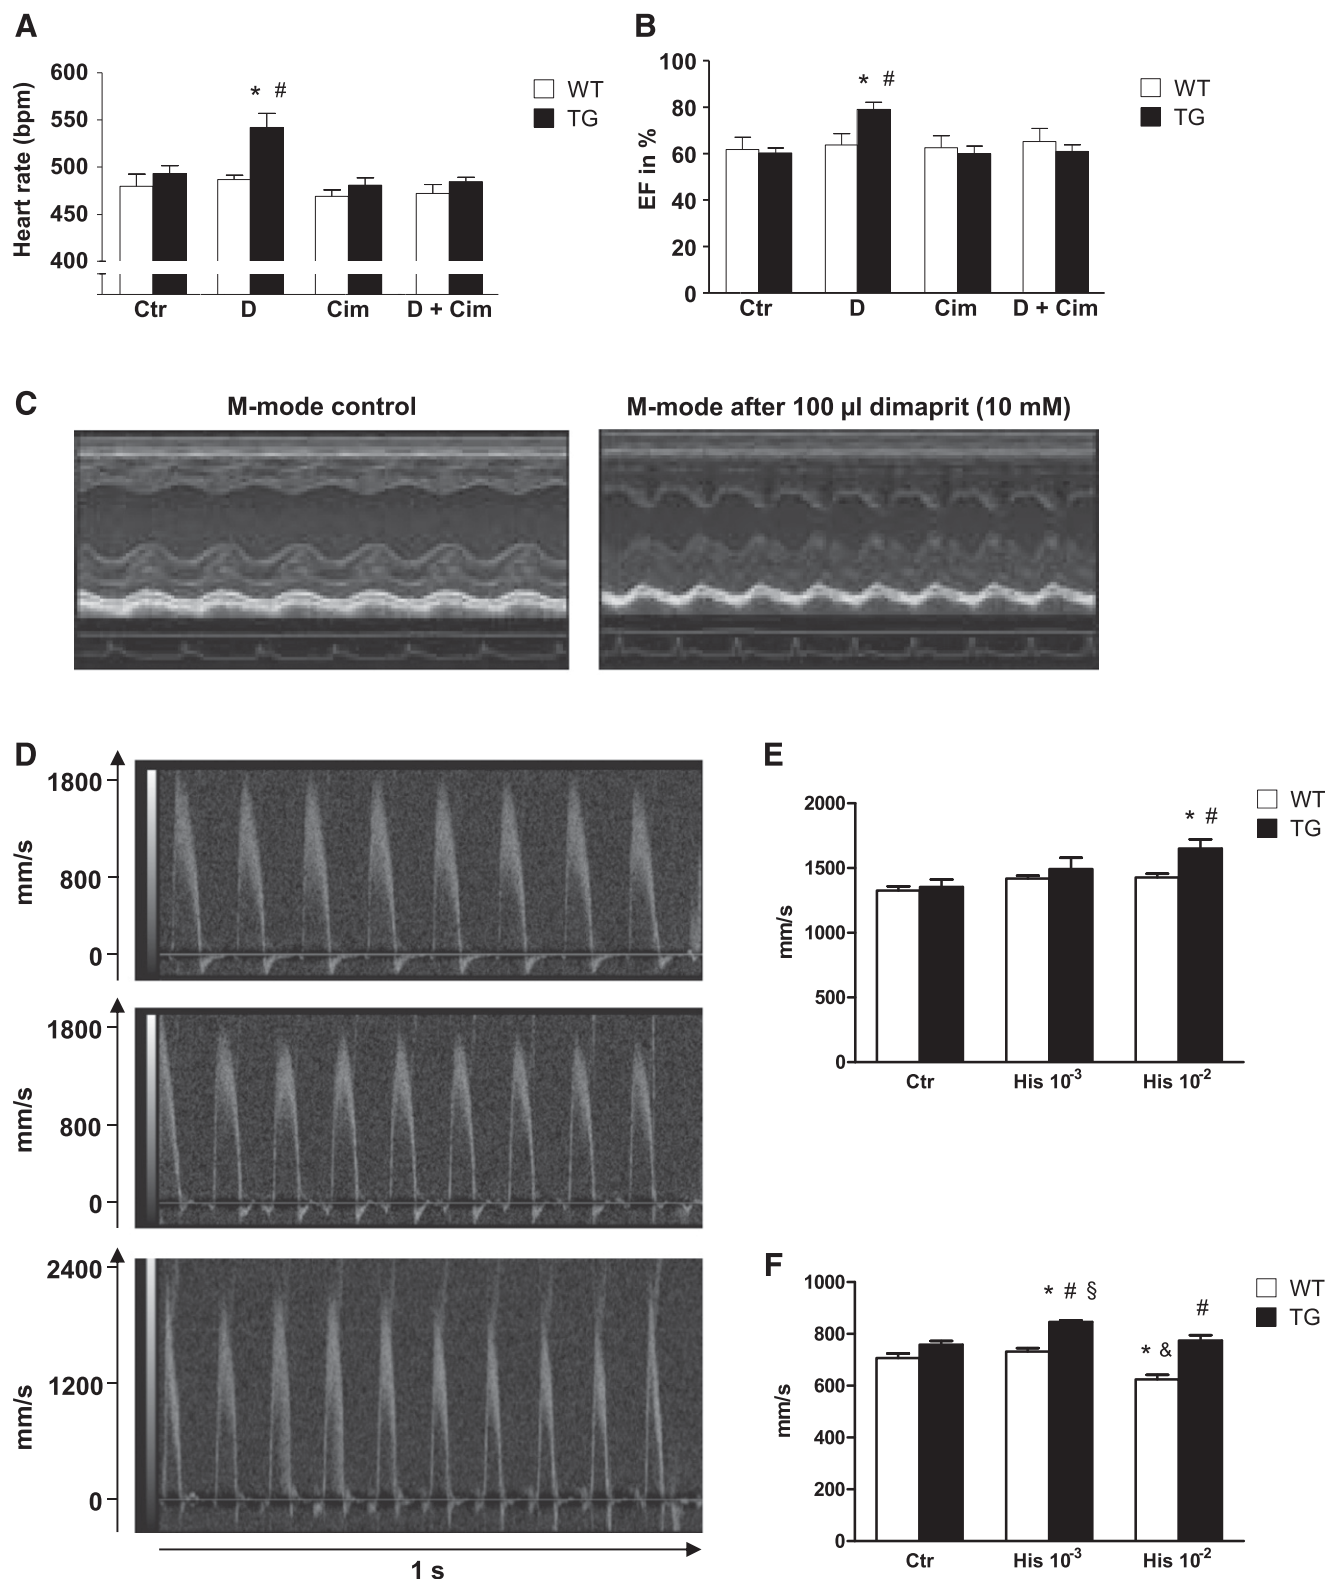 A
Heart rate (bpm)
600
550
500
450
400
* #
Ctr
D
Cim
D + Cim
WT
TG
B
EF in %
100
80
60
40
20
0
* #
Ctr
D
Cim
D + Cim
WT
TG
C
M-mode control
M-mode after 100 µl dimaprit (10 mM)
D
1800
800
0
mm/s
1800
800
0
mm/s
2400
1200
0
mm/s
1 s
E
mm/s
2000
1500
1000
500
0
* #
Ctr
His 10⁻³
His 10⁻²
WT
TG
F
mm/s
1000
800
600
400
200
0
* # §
* &
#
Ctr
His 10⁻³
His 10⁻²
WT
TG